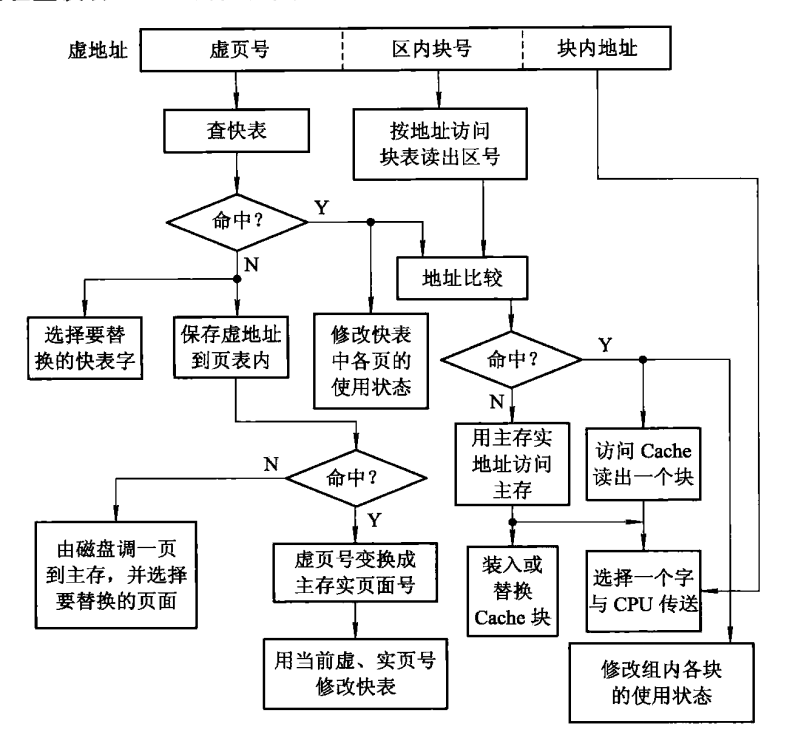 虚地址 虚页号 区内块号 块内地址
查快表
按地址访问
块表读出区号
命中?
Y
N
地址比较
选择要替
换的快表字
保存虚地址
到页表内
修改快表
中各页的
使用状态
命中?
Y
N
用主存实
地址访问
主存
访问 Cache
读出一个块
命中?
N
Y
由磁盘调一页
到主存,并选择
要替换的页面
虚页号变换成
主存实页面号
装入或
替换
Cache 块
选择一个字
与 CPU 传送
用当前虚、实页号
修改快表
修改组内各块
的使用状态